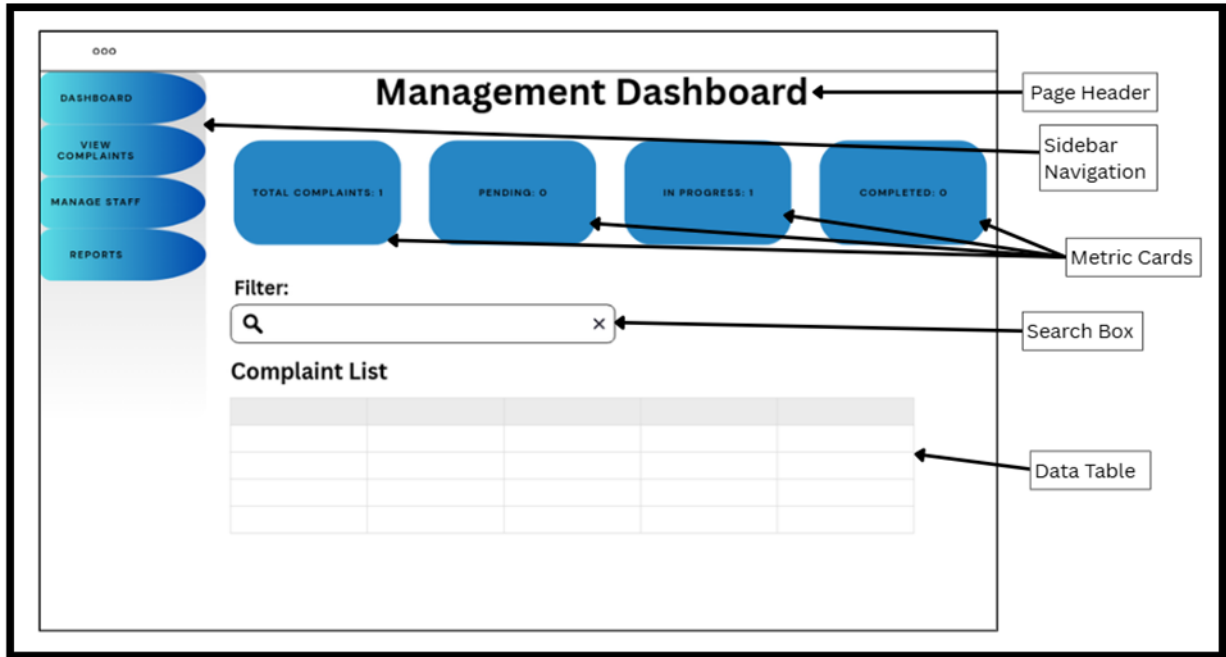 Management Dashboard
Page Header
DASHBOARD
VIEW
COMPLAINTS
MANAGE STAFF
REPORTS
Sidebar
Navigation
TOTAL COMPLAINTS: 1
PENDING: 0
IN PROGRESS: 1
COMPLETED: 0
Metric Cards
Filter:
Search Box
Complaint List
Data Table